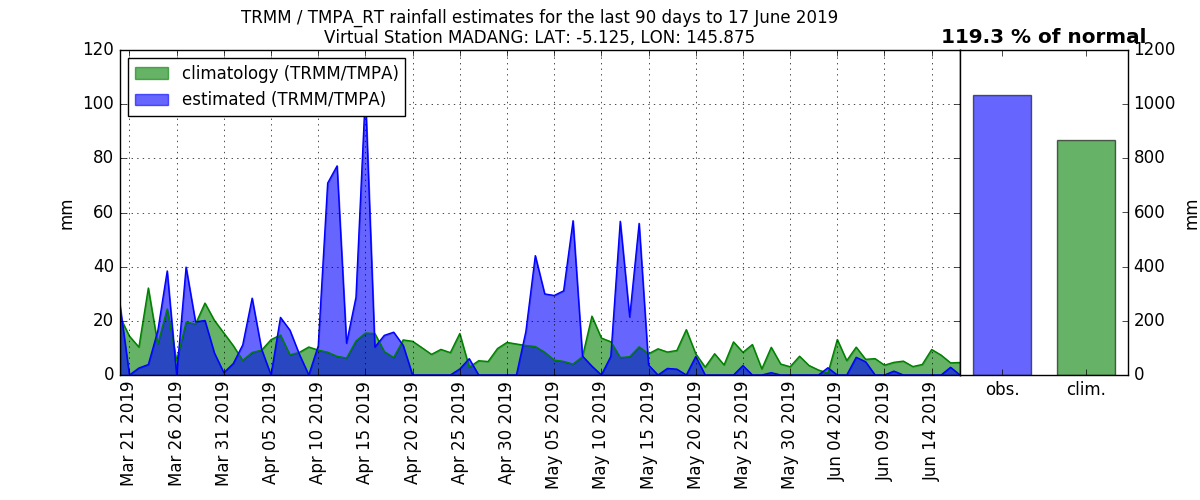 TRMM / TMPA_RT rainfall estimates for the last 90 days to 17 June 2019
Virtual Station MADANG: LAT: -5.125, LON: 145.875
119.3 % of normal
climatology (TRMM/TMPA)
estimated (TRMM/TMPA)
120
100
80
60
40
20
0
mm
Mar 21 2019
Mar 26 2019
Mar 31 2019
Apr 05 2019
Apr 10 2019
Apr 15 2019
Apr 20 2019
Apr 25 2019
Apr 30 2019
May 05 2019
May 10 2019
May 15 2019
May 20 2019
May 25 2019
May 30 2019
Jun 04 2019
Jun 09 2019
Jun 14 2019
obs.
clim.
1200
1000
800
600
400
200
0
mm